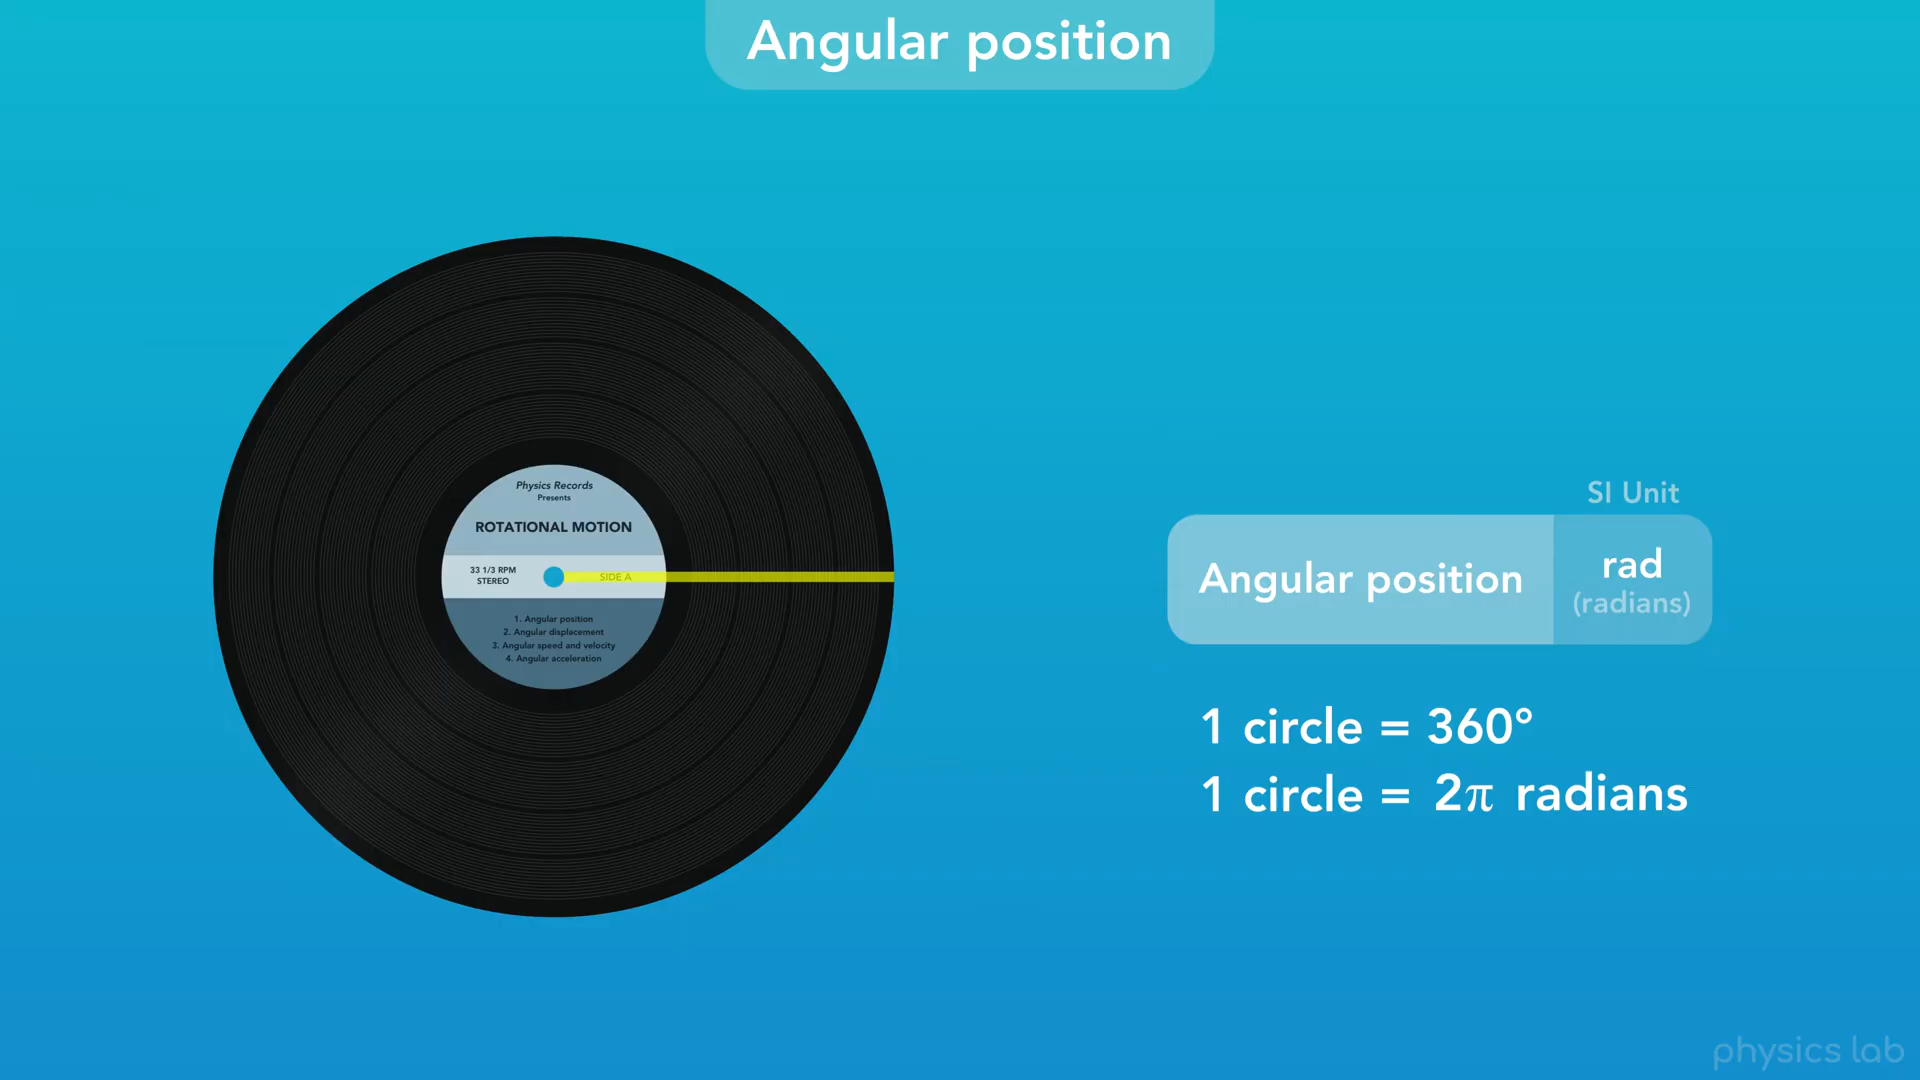 Angular position
Physics Records
Presents
ROTATIONAL MOTION
33 1/3 RPM
STEREO
SIDE A
1. Angular position
2. Angular displacement
3. Angular speed and velocity
4. Angular acceleration
SI Unit
Angular position
rad
(radians)
1 circle = 360°
1 circle = 2π radians
physics lab